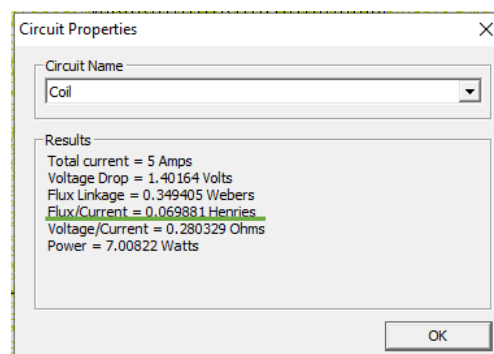 Circuit Properties
Circuit Name
Coil
Results
Total current = 5 Amps
Voltage Drop = 1.40164 Volts
Flux Linkage = 0.349405 Webers
Flux/Current = 0.069881 Henries
Voltage/Current = 0.280329 Ohms
Power = 7.00822 Watts
OK